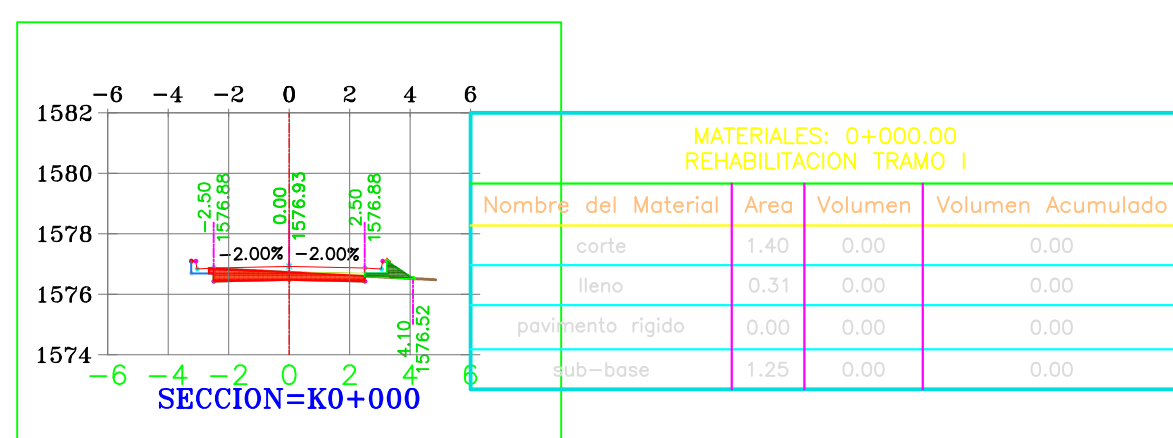 -6 -4 -2 0 2 4 6
1582
1580
1578
1576
1574
-2.50
1576.88
0.00
1576.93
2.50
1576.88
-2.00% -2.00%
4.10
1576.52
-6 -4 -2 0 2 4 6
SECCION=K0+000
MATERIALES: 0+000.00
REHABILITACION TRAMO I
Nombre del Material Area Volumen Volumen Acumulado
corte 1.40 0.00 0.00
lleno 0.31 0.00 0.00
pavimento rigido 0.00 0.00 0.00
sub-base 1.25 0.00 0.00